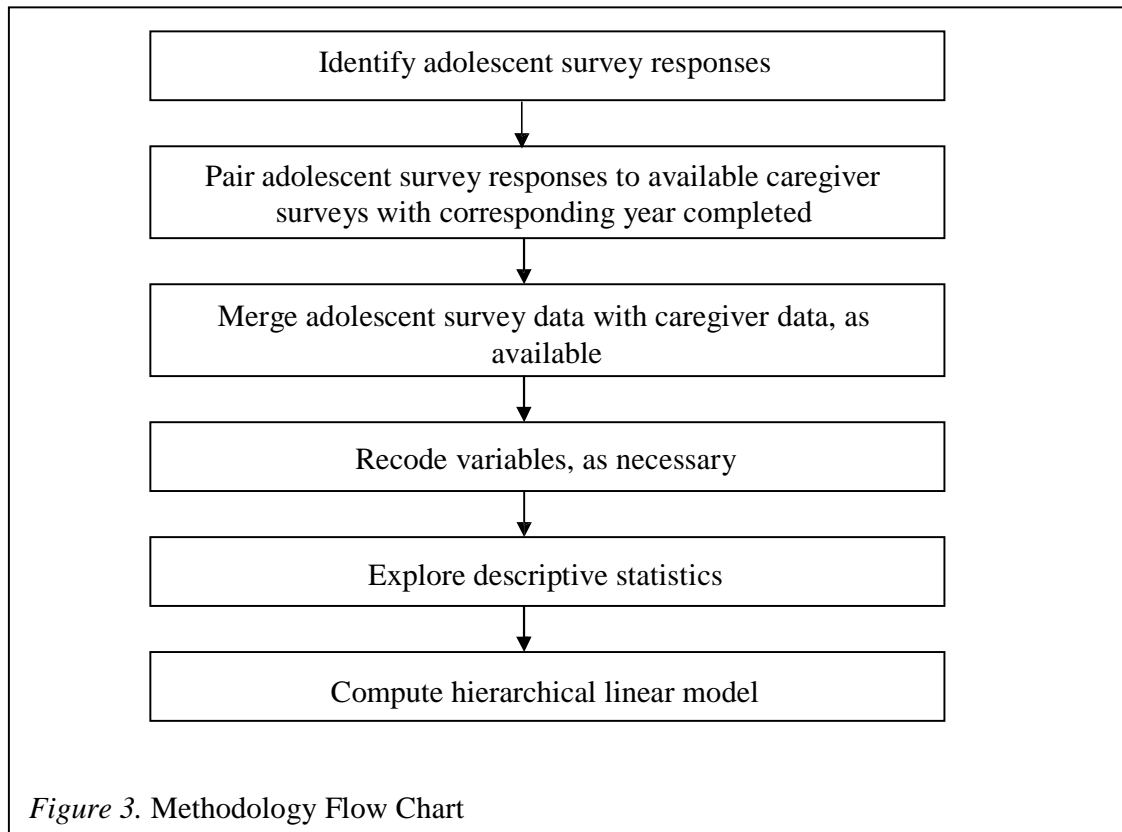 Identify adolescent survey responses
Pair adolescent survey responses to available caregiver
surveys with corresponding year completed
Merge adolescent survey data with caregiver data, as
available
Recode variables, as necessary
Explore descriptive statistics
Compute hierarchical linear model
Figure 3. Methodology Flow Chart